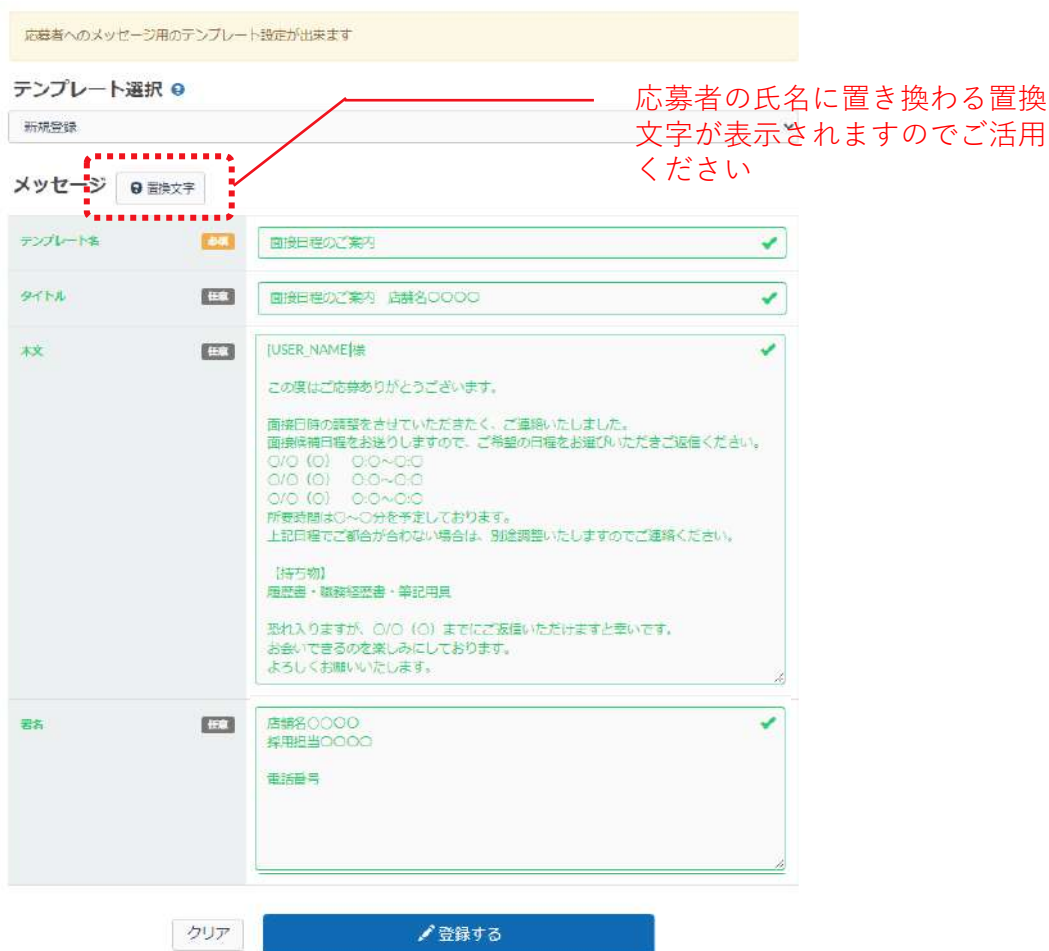 応募者へのメッセージ用のテンプレート設定が出来ます
テンプレート選択
新規登録
応募者の氏名に置き換わる置換
文字が表示されますのでご活用
ください
メッセージ
置換文字
テンプレート名 必須 面接日程のご案内
タイトル 任意 面接日程のご案内　店舗名〇〇〇〇
本文 任意 [USER_NAME]様
この度はご応募ありがとうございます。
面接日時の調整をさせていただきたく、ご連絡いたしました。
面接候補日程をお送りしますので、ご希望の日程をお選びいただきご返信ください。
〇/〇（〇）　〇:〇～〇:〇
〇/〇（〇）　〇:〇～〇:〇
〇/〇（〇）　〇:〇～〇:〇
所要時間は〇～〇分を予定しております。
上記日程でご都合が合わない場合は、別途調整いたしますのでご連絡ください。
【持ち物】
履歴書・職務経歴書・筆記用具
恐れ入りますが、〇/〇（〇）までにご返信いただけますと幸いです。
お会いできるのを楽しみにしております。
よろしくお願いいたします。
署名 任意 店舗名〇〇〇〇
採用担当〇〇〇〇
電話番号
クリア 登録する